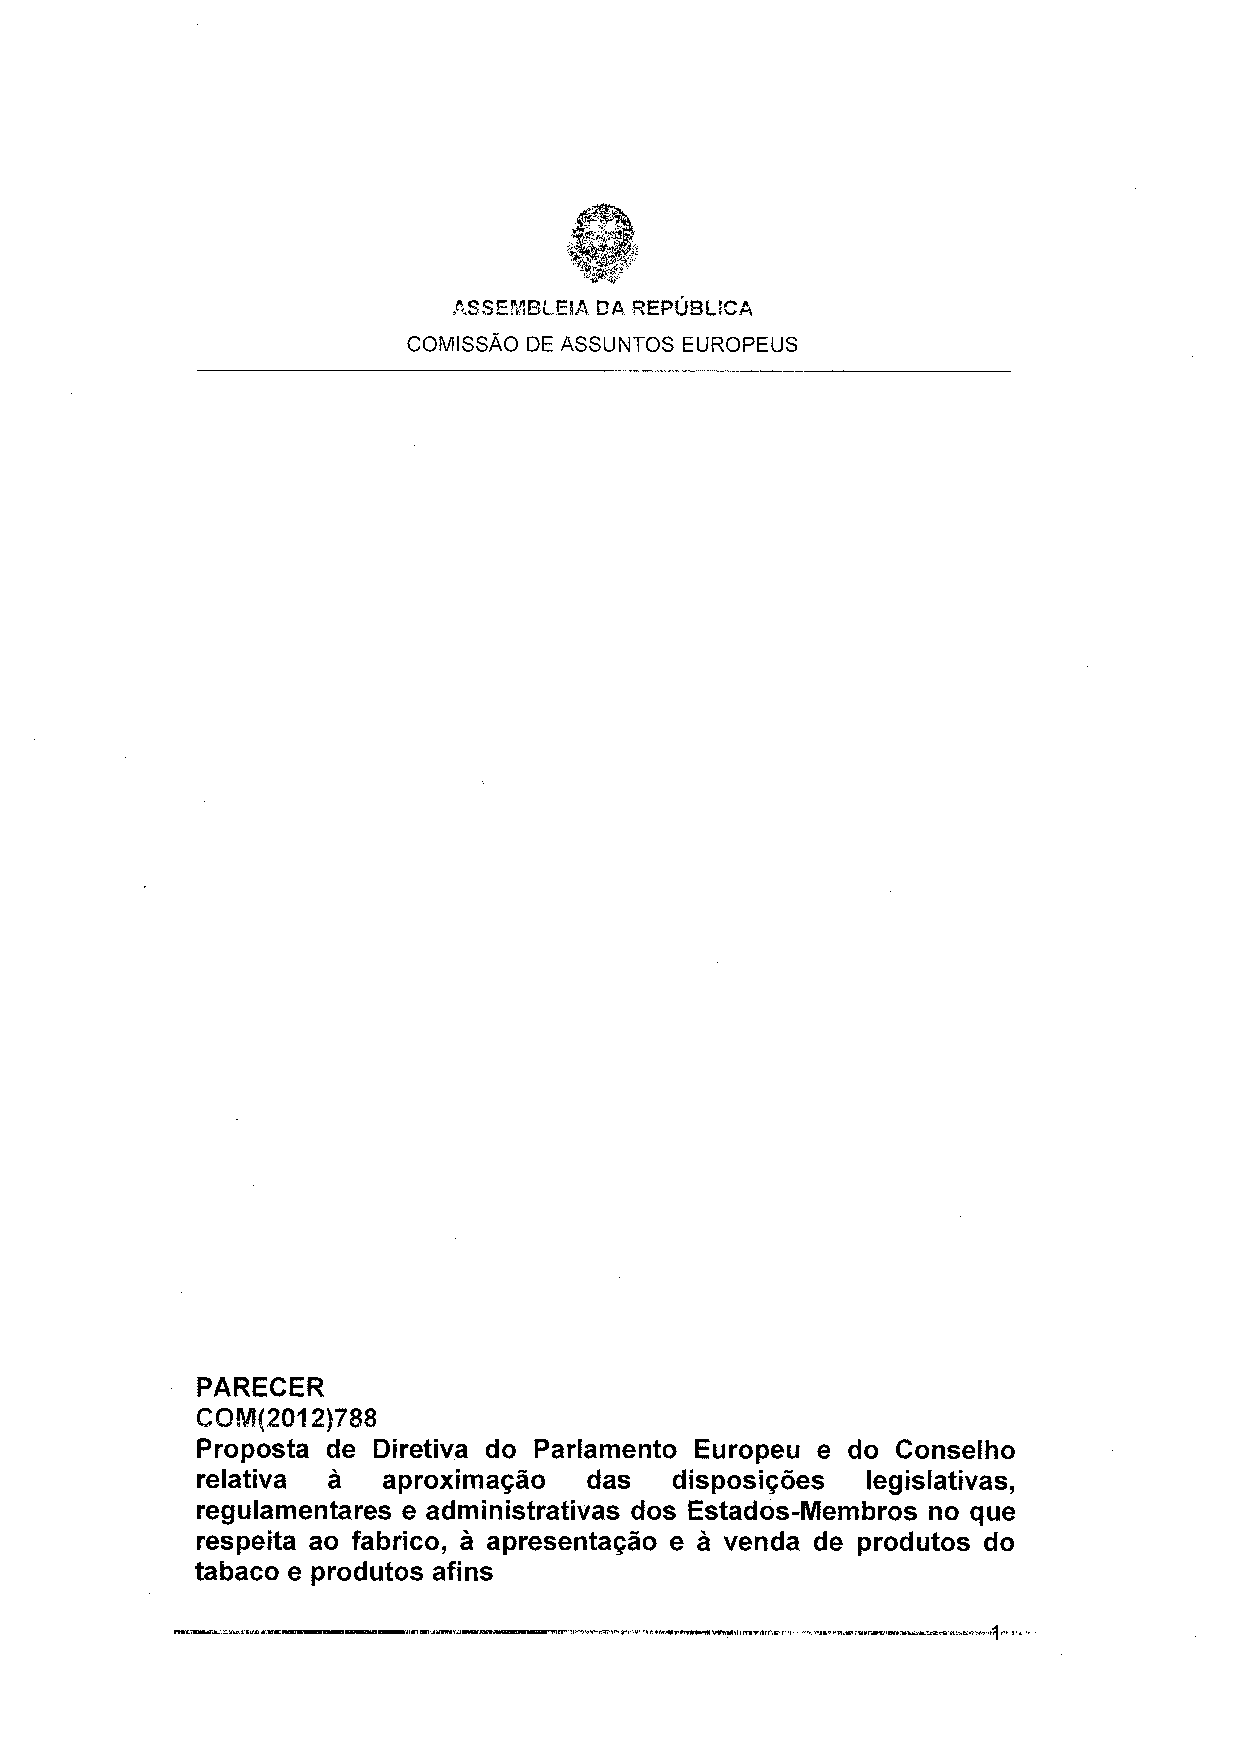 ASSEMBLEIA DA REPÚBLICA
COMISSÃO DE ASSUNTOS EUROPEUS
PARECER
COM(2012)788
Proposta de Diretiva do Parlamento Europeu e do Conselho
relativa à aproximação das disposições legislativas,
regulamentares e administrativas dos Estados-Membros no que
respeita ao fabrico, à apresentação e à venda de produtos do
tabaco e produtos afins
1